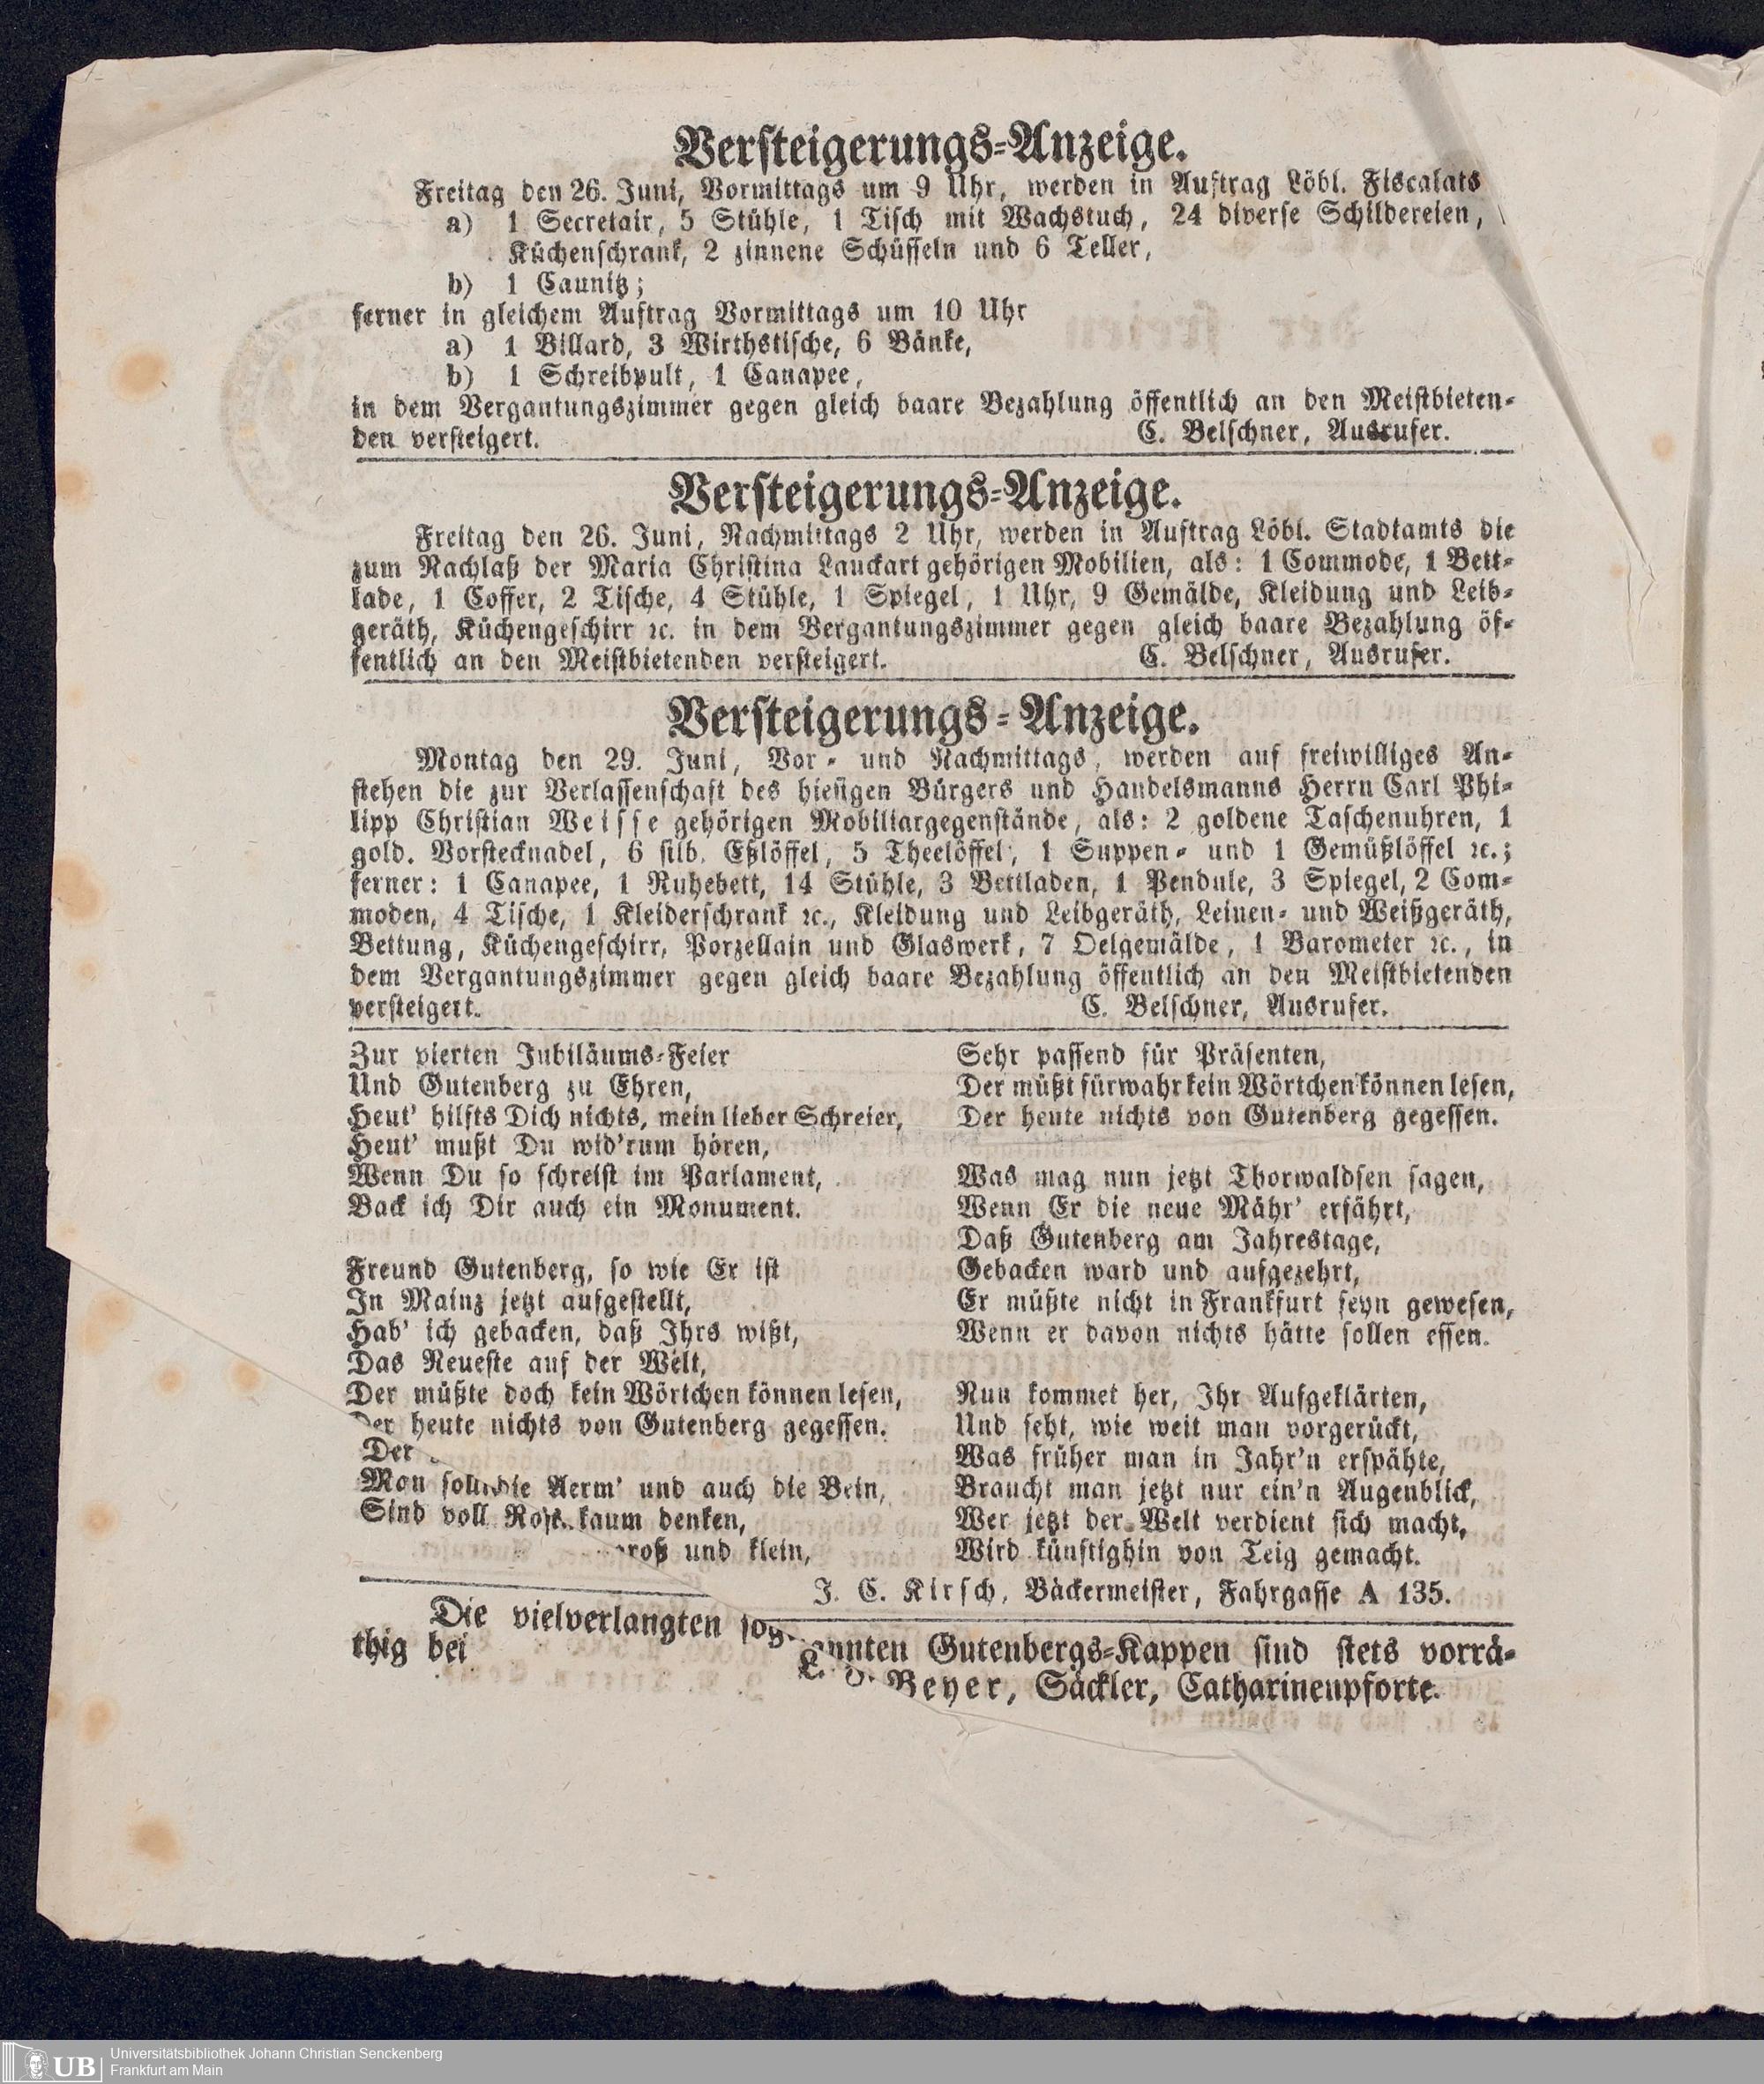 Versteigerungs-Anzeige.
Freitag den 26. Juni, Vormittags um 9 Uhr, werden in Auftrag Löbl. Fiscalats
a) 1 Secretair, 5 Stühle, 1 Tisch mit Wachstuch, 24 diverse Schildereien,
Küchenschrank, 2 zinnene Schüsseln und 6 Teller,
b) 1 Caunitz;
ferner in gleichem Auftrag Vormittags um 10 Uhr
a) 1 Billard, 3 Wirthstische, 6 Bänke,
b) 1 Schreibpult, 1 Canapee,
in dem Vergantungszimmer gegen gleich baare Bezahlung öffentlich an den Meistbieten-
den versteigert. C. Belschner, Ausrufer.
Versteigerungs-Anzeige.
Freitag den 26. Juni, Nachmittags 2 Uhr, werden in Auftrag Löbl. Stadtamts die
zum Nachlaß der Maria Christina Lauckart gehörigen Mobilien, als: 1 Commode, 1 Bett-
lade, 1 Coffer, 2 Tische, 4 Stühle, 1 Spiegel, 1 Uhr, 9 Gemälde, Kleidung und Leib-
geräth, Küchengeschirr ꝛc. in dem Vergantungszimmer gegen gleich baare Bezahlung öf-
fentlich an den Meistbietenden versteigert. C. Belschner, Ausrufer.
Versteigerungs-Anzeige.
Montag den 29. Juni, Vor- und Nachmittags, werden auf freiwilliges An-
stehen die zur Verlassenschaft des hiesigen Bürgers und Handelsmanns Herrn Carl Phi-
lipp Christian Weisse gehörigen Mobiliargegenstände, als: 2 goldene Taschenuhren, 1
gold. Vorstecknadel, 6 silb. Eßlöffel, 5 Theelöffel, 1 Suppen- und 1 Gemüßlöffel ꝛc.;
ferner: 1 Canapee, 1 Ruhebett, 14 Stühle, 3 Bettladen, 1 Pendule, 3 Spiegel, 2 Com-
moden, 4 Tische, 1 Kleiderschrank ꝛc., Kleidung und Leibgeräth, Leinen- und Weißgeräth,
Bettung, Küchengeschirr, Porzellain und Glaswerk, 7 Oelgemälde, 1 Barometer ꝛc., in
dem Vergantungszimmer gegen gleich baare Bezahlung öffentlich an den Meistbietenden
versteigert. C. Belschner, Ausrufer.
Zur vierten Jubiläums-Feier
Und Gutenberg zu Ehren,
Heut' hilfts Dich nichts, mein lieber Schreier,
Heut' mußt Du wid'rum hören,
Wenn Du so schreist im Parlament,
Back ich Dir auch ein Monument.
Freund Gutenberg, so wie Er ist
In Mainz jetzt aufgestellt,
Hab' ich gebacken, daß Ihrs wißt,
Das Neueste auf der Welt,
Der müßte doch kein Wörtchen können lesen,
Der heute nichts von Gutenberg gegessen.
Der
Man die Aerm' und auch die Bein,
Sind voll kaum denken,
groß und klein,
Sehr passend für Präsenten,
Der müßt fürwahr kein Wörtchen können lesen,
Der heute nichts von Gutenberg gegessen.
Was mag nun jetzt Thorwaldsen sagen,
Wenn Er die neue Mähr' erfährt,
Daß Gutenberg am Jahrestage,
Gebacken ward und aufgezehrt,
Er müßte nicht in Frankfurt seyn gewesen,
Wenn er davon nichts hätte sollen essen.
Nun kommet her, Ihr Aufgeklärten,
Und seht, wie weit man vorgerückt,
Was früher man in Jahr'n erspähte,
Braucht man jetzt nur ein'n Augenblick,
Wer jetzt der Welt verdient sich macht,
Wird künftighin von Teig gemacht.
J. C. Kirsch, Bäckermeister, Fahrgasse A 135.
Die vielverlangten sogenannten Gutenbergs-Kappen sind stets vorrä-
thig bei Beyer, Säckler, Catharinenpforte.
UB
Universitätsbibliothek Johann Christian Senckenberg
Frankfurt am Main